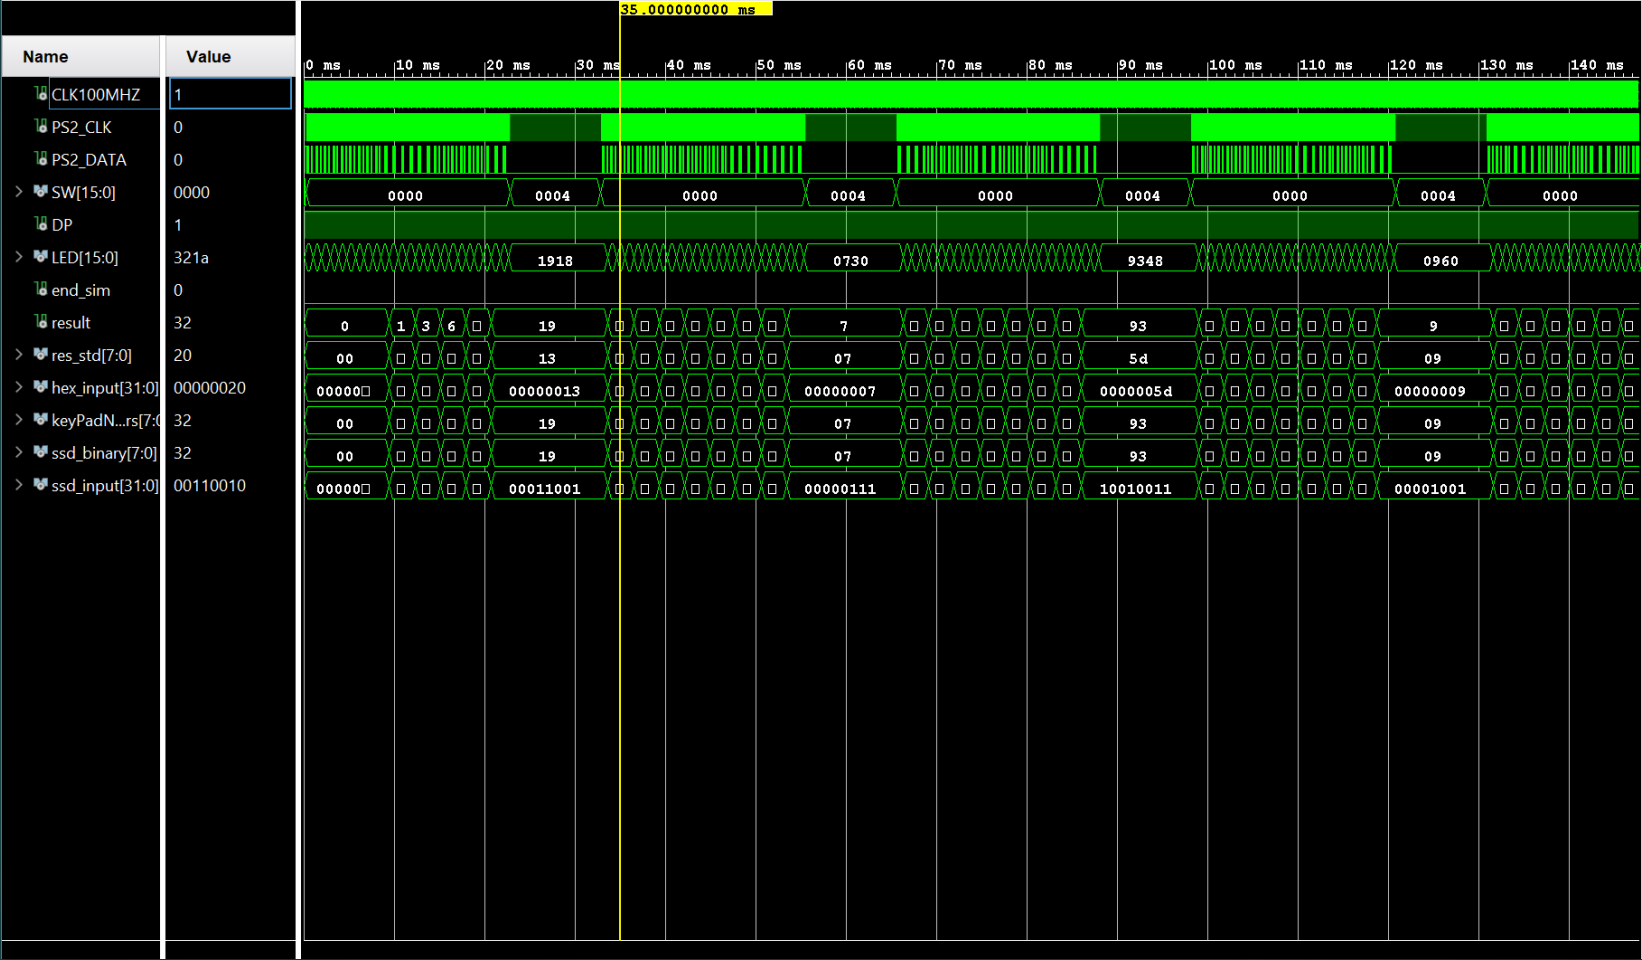 35.000000000 ms
Name Value
0 ms 10 ms 20 ms 30 ms 40 ms 50 ms 60 ms 70 ms 80 ms 90 ms 100 ms 110 ms 120 ms 130 ms 140 ms
CLK100MHZ 1
PS2_CLK 0
PS2_DATA 0
SW[15:0] 0000 0000 0004 0000 0004 0000 0004 0000 0004 0000
DP 1
LED[15:0] 321a 1918 0730 9348 0960
end_sim 0
result 32 0 1 3 6 19 7 93 9
res_std[7:0] 20 00 13 07 5d 09
hex_input[31:0] 00000020 00000 00000013 00000007 0000005d 00000009
keyPadN...rs[7:0 32 00 19 07 93 09
ssd_binary[7:0] 32 00 19 07 93 09
ssd_input[31:0] 00110010 00000 00011001 00000111 10010011 00001001